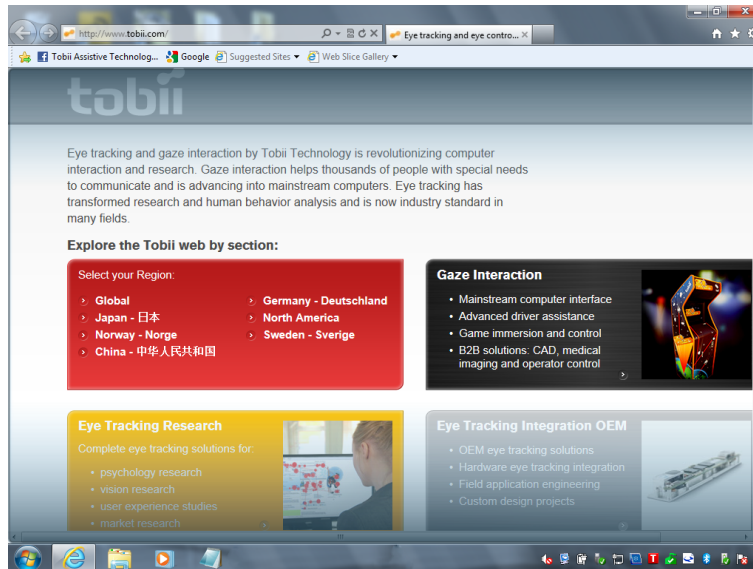 http://www.tobii.com/
Eye tracking and eye contro...
Tobii Assistive Technolog...
Google
Suggested Sites
Web Slice Gallery
tobii
Eye tracking and gaze interaction by Tobii Technology is revolutionizing computer
interaction and research. Gaze interaction helps thousands of people with special needs
to communicate and is advancing into mainstream computers. Eye tracking has
transformed research and human behavior analysis and is now industry standard in
many fields.
Explore the Tobii web by section:
Select your Region:
Global
Japan - 日本
Norway - Norge
China - 中华人民共和国
Germany - Deutschland
North America
Sweden - Sverige
Gaze Interaction
• Mainstream computer interface
• Advanced driver assistance
• Game immersion and control
• B2B solutions: CAD, medical
imaging and operator control
Eye Tracking Research
Complete eye tracking solutions for:
• psychology research
• vision research
• user experience studies
• market research
Eye Tracking Integration OEM
• OEM eye tracking solutions
• Hardware eye tracking integration
• Field application engineering
• Custom design projects